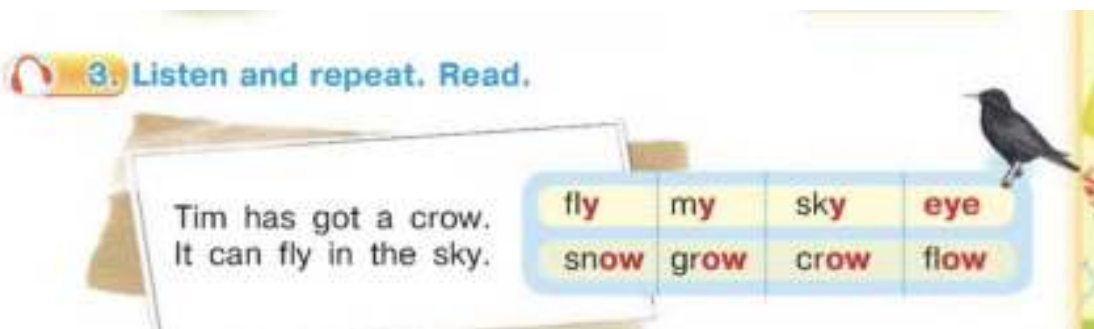 3. Listen and repeat. Read.
Tim has got a crow.
It can fly in the sky.
fly my sky eye
snow grow crow flow